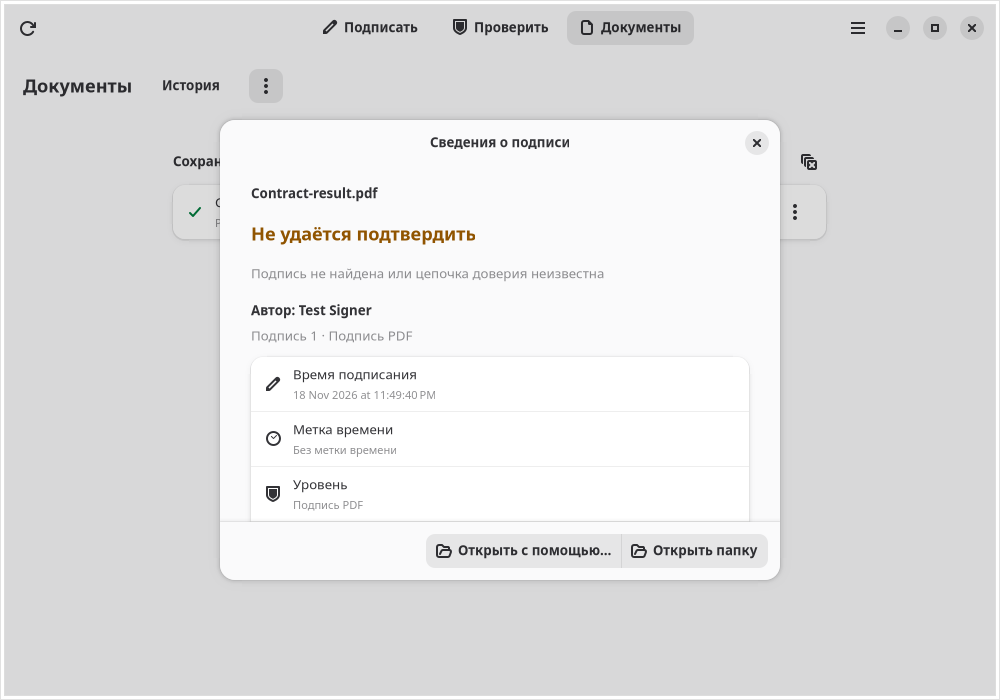 Подписать
Проверить
Документы
Документы
История
Сведения о подписи
Contract-result.pdf
Не удаётся подтвердить
Подпись не найдена или цепочка доверия неизвестна
Автор: Test Signer
Подпись 1 · Подпись PDF
Время подписания
18 Nov 2026 at 11:49:40 PM
Метка времени
Без метки времени
Уровень
Подпись PDF
Открыть с помощью...
Открыть папку